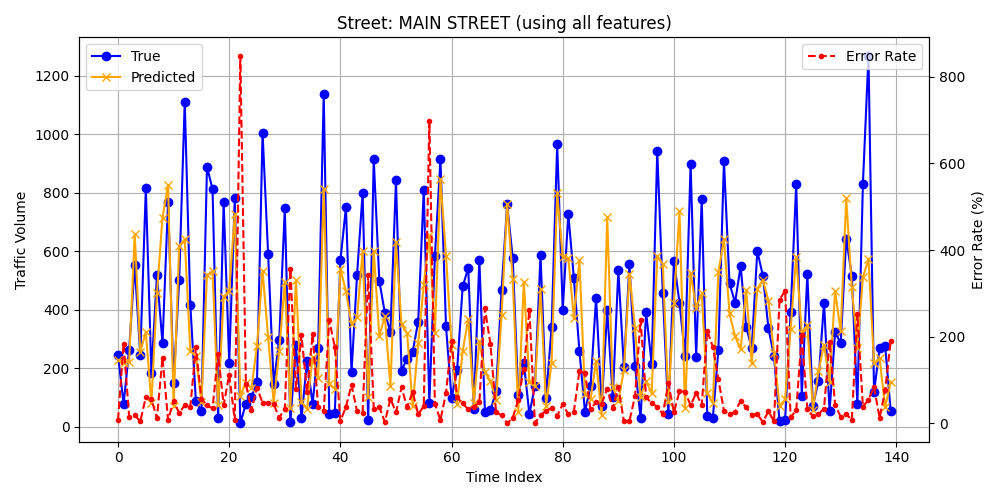 Street: MAIN STREET (using all features)
True
Predicted
Error Rate
Traffic Volume
1200
1000
800
600
400
200
0
800
600
400
200
0
Error Rate (%)
0 20 40 60 80 100 120 140
Time Index